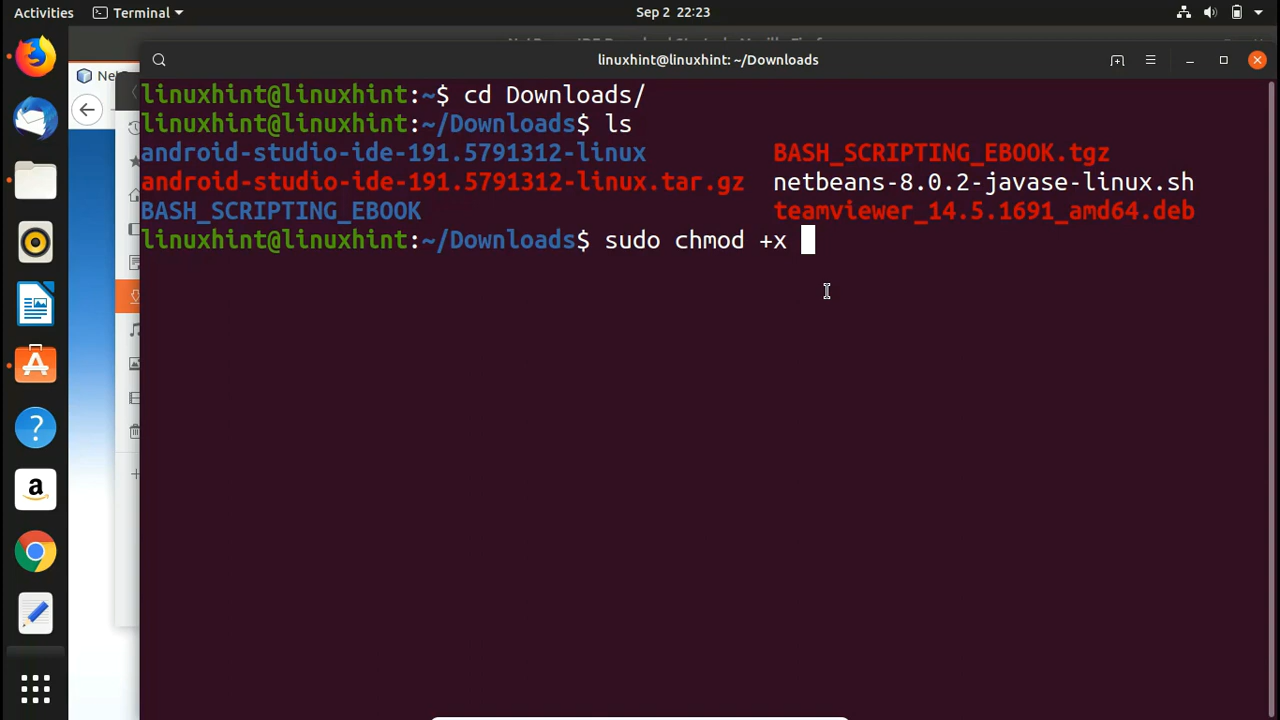 Activities Terminal Sep 2 22:23
linuxhint@linuxhint: ~/Downloads
Net
linuxhint@linuxhint:~$ cd Downloads/
linuxhint@linuxhint:~/Downloads$ ls
android-studio-ide-191.5791312-linux BASH_SCRIPTING_EBOOK.tgz
android-studio-ide-191.5791312-linux.tar.gz netbeans-8.0.2-javase-linux.sh
BASH_SCRIPTING_EBOOK teamviewer_14.5.1691_amd64.deb
linuxhint@linuxhint:~/Downloads$ sudo chmod +x